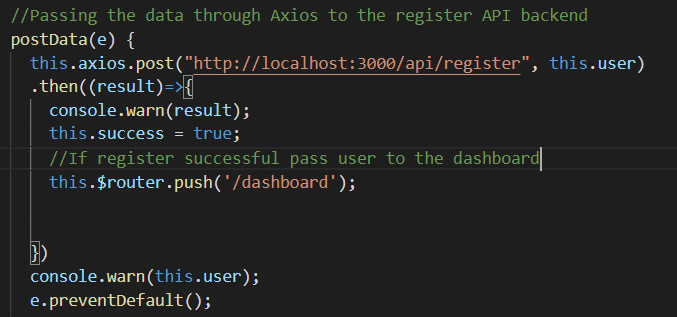 //Passing the data through Axios to the register API backend
postData(e) {
this.axios.post("http://localhost:3000/api/register", this.user)
.then((result)=>{
console.warn(result);
this.success = true;
//If register successful pass user to the dashboard
this.$router.push('/dashboard');
})
console.warn(this.user);
e.preventDefault();